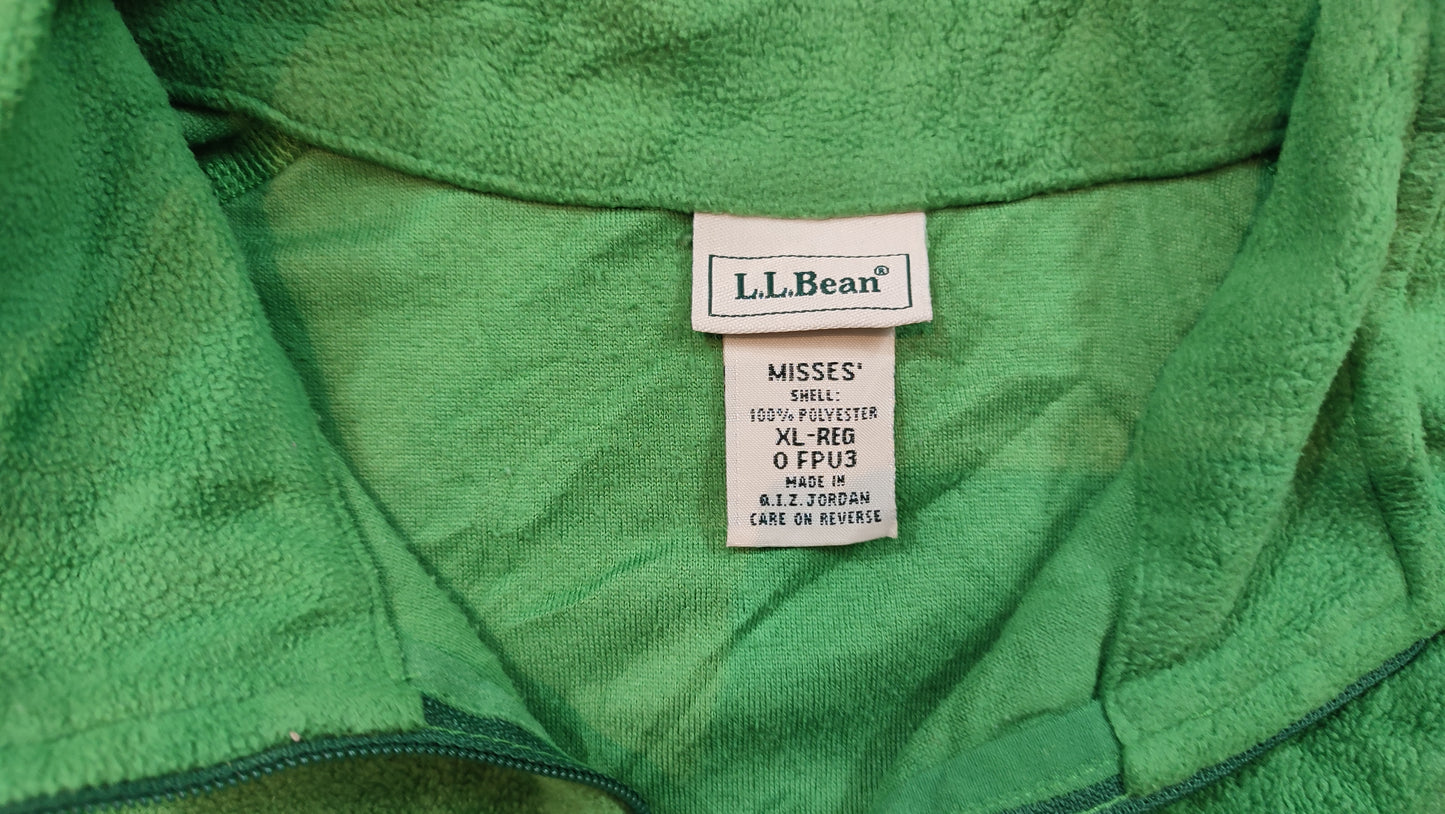 L.L.Bean®
MISSES'
SHELL:
100% POLYESTER
XL-REG
0 FPU3
MADE IN
Q.I.Z. JORDAN
CARE ON REVERSE